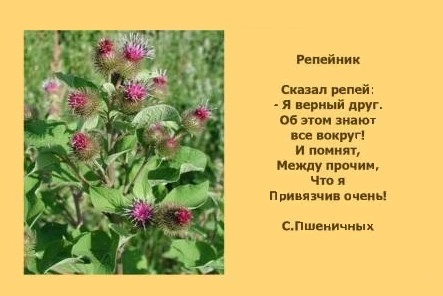 Репейник
Сказал репей:
- Я верный друг.
Об этом знают
все вокруг!
И помнят,
Между прочим,
Что я
Привязчив очень!
С.Пшеничных